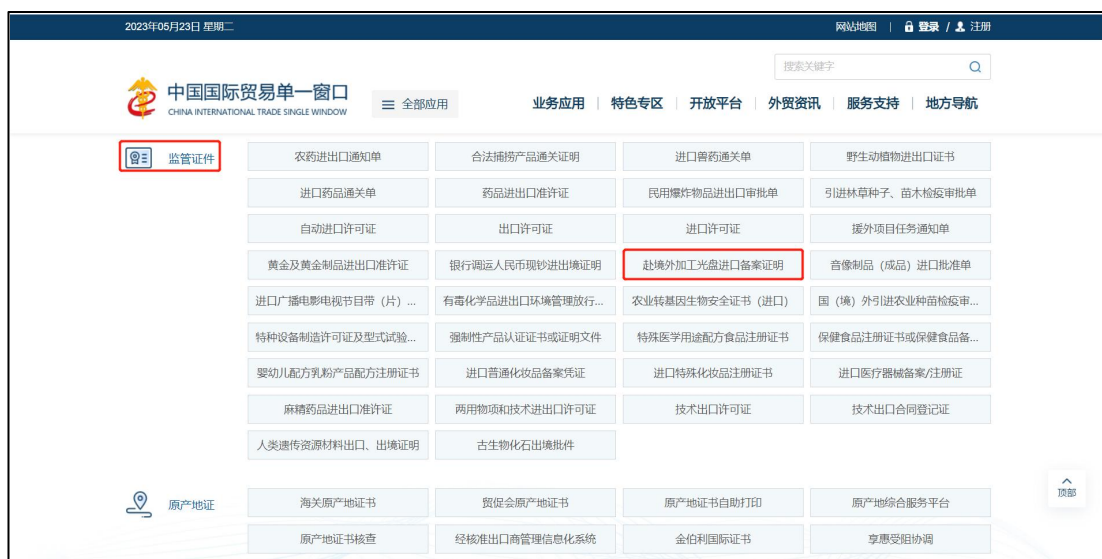 2023年05月23日 星期二
网站地图 | 登录 / 注册
搜索关键字
中国国际贸易单一窗口
CHINA INTERNATIONAL TRADE SINGLE WINDOW
全部应用
业务应用 | 特色专区 | 开放平台 | 外贸资讯 | 服务支持 | 地方导航
监管证件
农药进出口通知单 合法捕捞产品通关证明 进口兽药通关单 野生动植物进出口证书
进口药品通关单 药品进出口准许证 民用爆炸物品进出口审批单 引进林草种子、苗木检疫审批单
自动进口许可证 出口许可证 进口许可证 援外项目任务通知单
黄金及黄金制品进出口准许证 银行调运人民币现钞进出境证明 赴境外加工光盘进口备案证明 音像制品（成品）进口批准单
进口广播电影电视节目带（片）... 有毒化学品进出口环境管理放行... 农业转基因生物安全证书（进口） 国（境）外引进农业种苗检疫审...
特种设备制造许可证及型式试验... 强制性产品认证证书或证明文件 特殊医学用途配方食品注册证书 保健食品注册证书或保健食品备...
婴幼儿配方乳粉产品配方注册证书 进口普通化妆品备案凭证 进口特殊化妆品注册证书 进口医疗器械备案/注册证
麻精药品进出口准许证 两用物项和技术进出口许可证 技术出口许可证 技术出口合同登记证
人类遗传资源材料出口、出境证明 古生物化石出境批件
顶部
原产地证
海关原产地证书 贸促会原产地证书 原产地证书自助打印 原产地综合服务平台
原产地证书核查 经核准出口商管理信息化系统 金伯利国际证书 享惠受阻协调